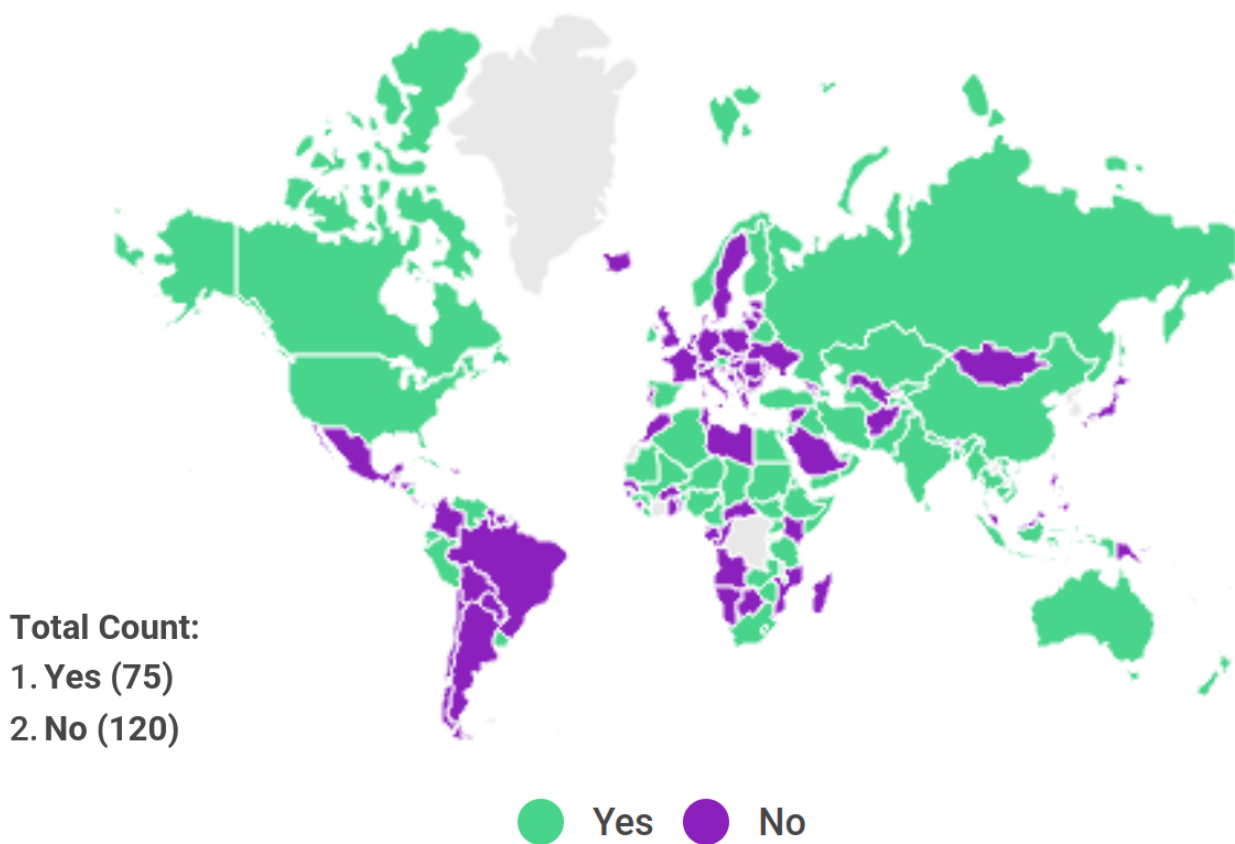 Total Count:
1. Yes (75)
2. No (120)
Yes No